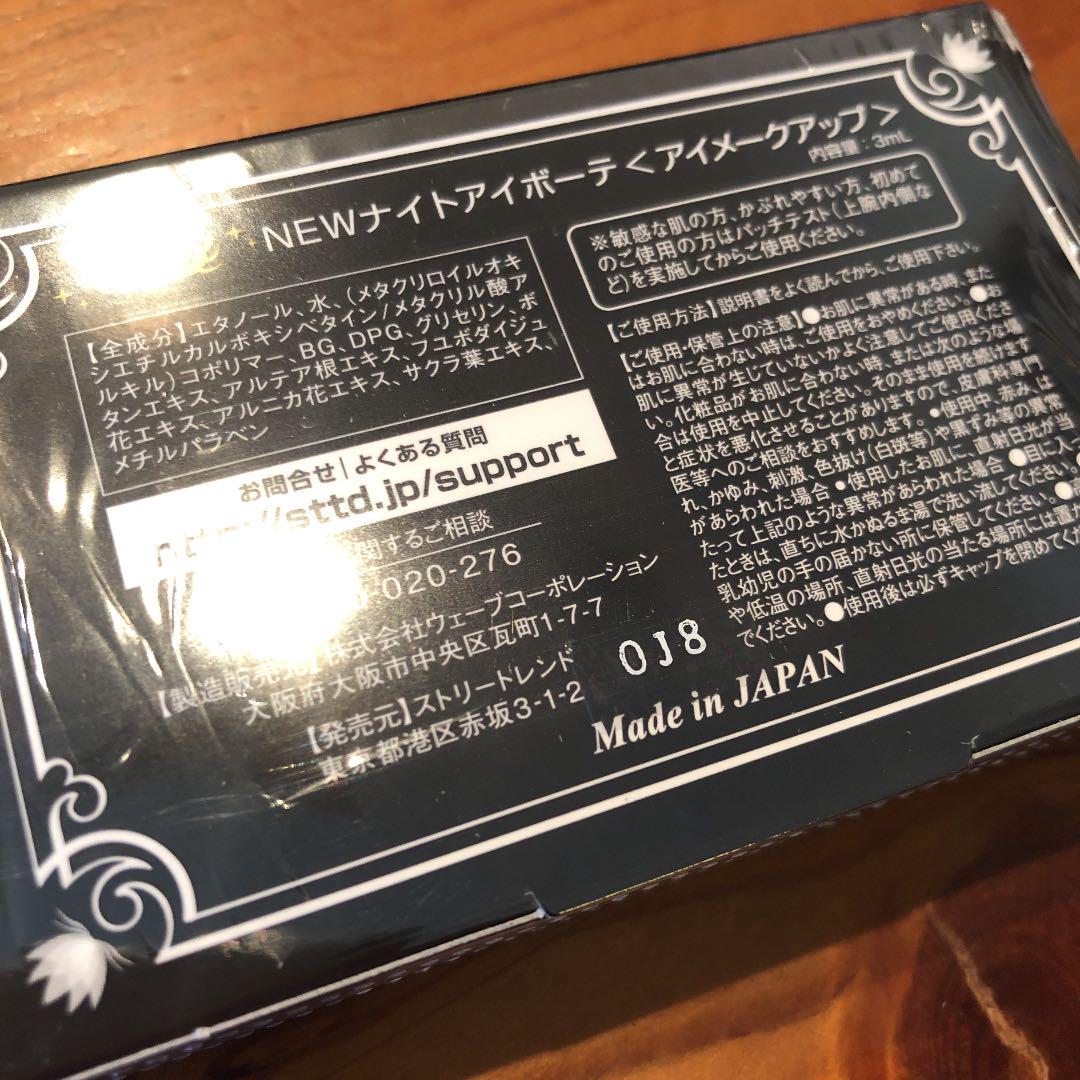 NEWナイトアイボーテ＜アイメークアップ＞
内容量：3mL
【全成分】エタノール、水、(メタクリロイルオキ
シエチルカルボキシベタイン/メタクリル酸ア
ルキル)コポリマー、BG、DPG、グリセリン、ボ
タンエキス、アルテア根エキス、フユボダイジュ
花エキス、アルニカ花エキス、サクラ葉エキス、
メチルパラベン
お問合せ|よくある質問
http://sttd.jp/support
関するご相談
020-276
【製造販売元】株式会社ウェーブコーポレーション
大阪府大阪市中央区瓦町1-7-7
【発売元】ストリートレンド
東京都港区赤坂3-1-2
※敏感な肌の方、かぶれやすい方、初めて
のご使用の方はパッチテスト(上腕内側な
ど)を実施してからご使用ください。
【ご使用方法】説明書をよく読んでから、ご使用下さい。
【ご使用・保管上の注意】●お肌に異常がある時、また
はお肌に合わない時は、ご使用をおやめください。●お
肌に異常が生じていないかよく注意してご使用くださ
い。化粧品がお肌に合わない時、または次のような場
合は使用を中止してください。そのまま使用を続けます
と症状を悪化させることがありますので、皮膚科専門
医等へのご相談をおすすめします。•使用中、赤み、は
れ、かゆみ、刺激、色抜け(白斑等)や黒ずみ等の異常
があらわれた場合 •使用したお肌に、直射日光が当
たって上記のような異常があらわれた場合 ●目に入っ
たときは、直ちに水かぬるま湯で洗い流してください。
乳幼児の手の届かない所に保管してください。
や低温の場所、直射日光の当たる場所には置か
でください。●使用後は必ずキャップを閉めてく
018
Made in JAPAN